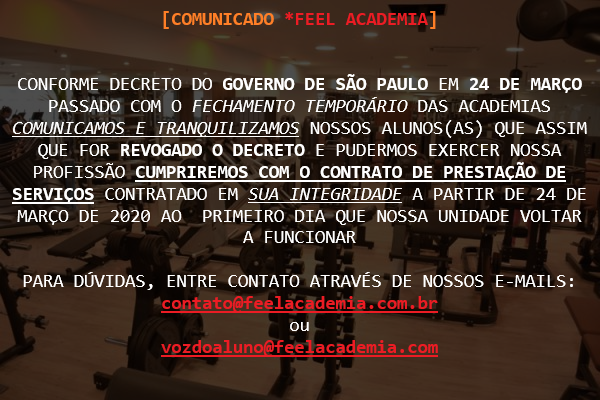 [COMUNICADO *FEEL ACADEMIA]
CONFORME DECRETO DO GOVERNO DE SÃO PAULO EM 24 DE MARÇO
PASSADO COM O FECHAMENTO TEMPORÁRIO DAS ACADEMIAS
COMUNICAMOS E TRANQUILIZAMOS NOSSOS ALUNOS(AS) QUE ASSIM
QUE FOR REVOGADO O DECRETO E PUDERMOS EXERCER NOSSA
PROFISSÃO CUMPRIREMOS COM O CONTRATO DE PRESTAÇÃO DE
SERVIÇOS CONTRATADO EM SUA INTEGRIDADE A PARTIR DE 24 DE
MARÇO DE 2020 AO  PRIMEIRO DIA QUE NOSSA UNIDADE VOLTAR
A FUNCIONAR
PARA DÚVIDAS, ENTRE CONTATO ATRAVÉS DE NOSSOS E-MAILS:
contato@feelacademia.com.br
ou
vozdoaluno@feelacademia.com